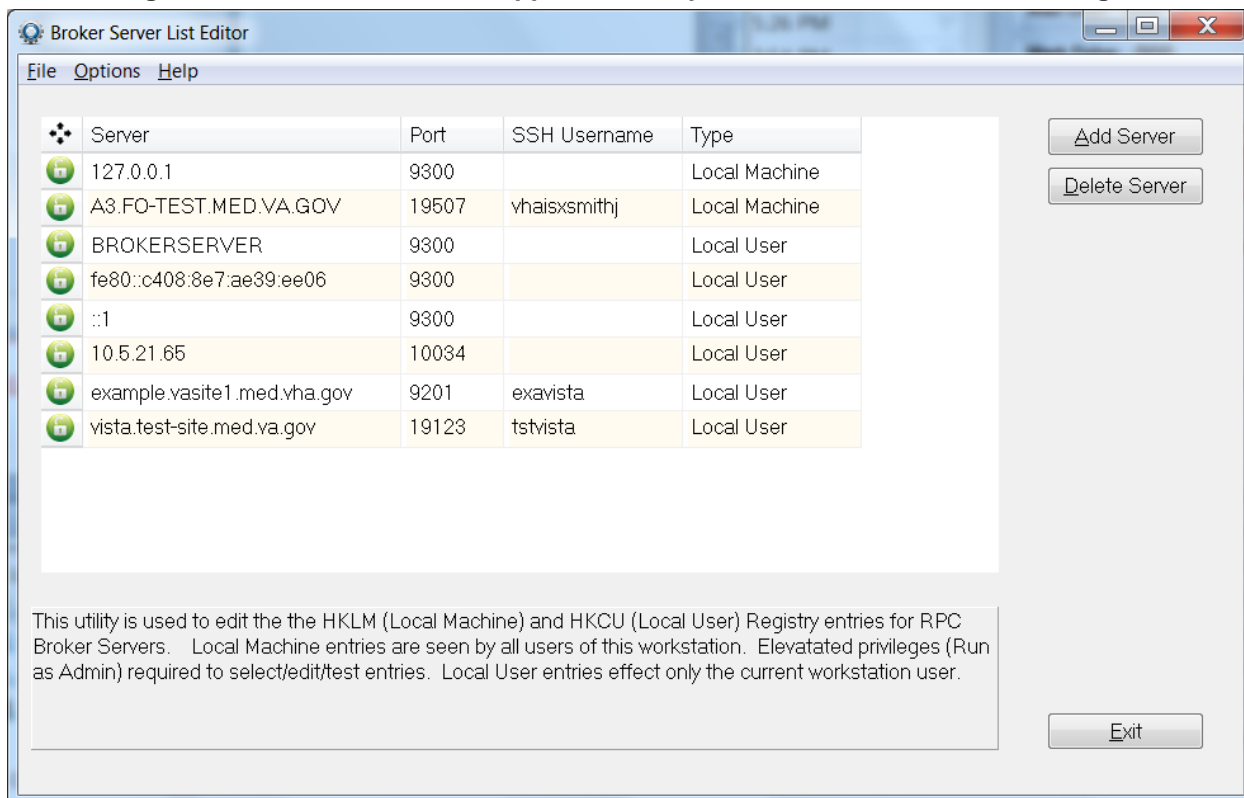 Broker Server List Editor
File Options Help
Server Port SSH Username Type
127.0.0.1 9300 Local Machine
A3.FO-TEST.MED.VA.GOV 19507 vhaisxsmithj Local Machine
BROKERSERVER 9300 Local User
fe80::c408:8e7:ae39:ee06 9300 Local User
::1 9300 Local User
10.5.21.65 10034 Local User
example.vasite1.med.vha.gov 9201 exavista Local User
vista.test-site.med.va.gov 19123 tstvista Local User
Add Server
Delete Server
This utility is used to edit the the HKLM (Local Machine) and HKCU (Local User) Registry entries for RPC
Broker Servers. Local Machine entries are seen by all users of this workstation. Elevatated privileges (Run
as Admin) required to select/edit/test entries. Local User entries effect only the current workstation user.
Exit